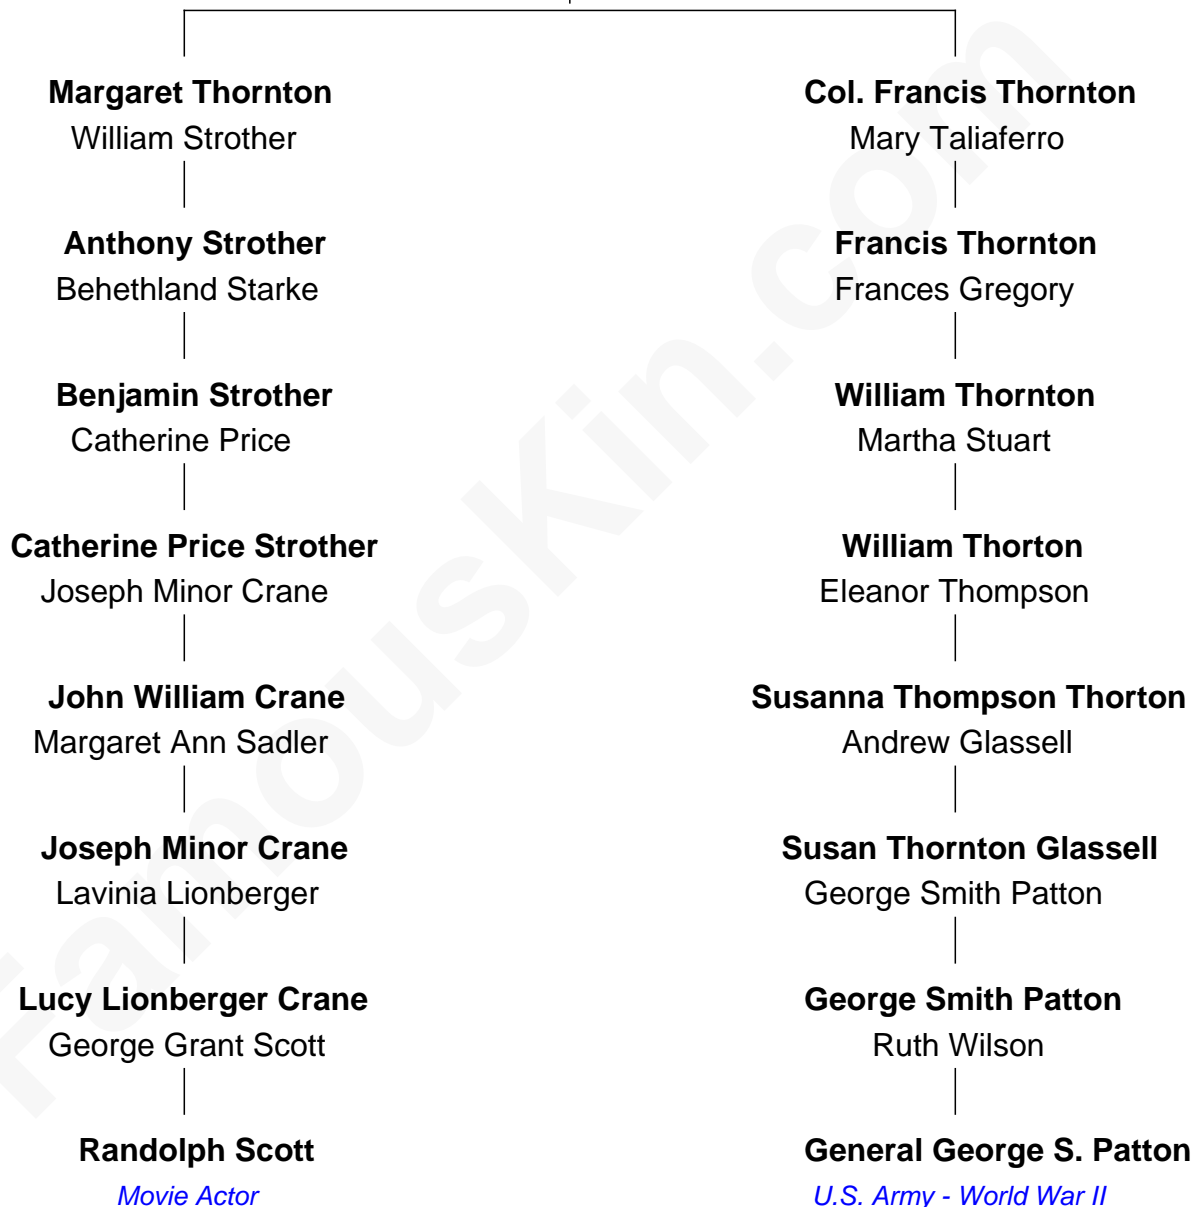 Margaret Thornton
William Strother
Col. Francis Thornton
Mary Taliaferro
Anthony Strother
Behethland Starke
Francis Thornton
Frances Gregory
Benjamin Strother
Catherine Price
William Thornton
Martha Stuart
Catherine Price Strother
Joseph Minor Crane
William Thorton
Eleanor Thompson
John William Crane
Margaret Ann Sadler
Susanna Thompson Thorton
Andrew Glassell
Joseph Minor Crane
Lavinia Lionberger
Susan Thornton Glassell
George Smith Patton
Lucy Lionberger Crane
George Grant Scott
George Smith Patton
Ruth Wilson
Randolph Scott
Movie Actor
General George S. Patton
U.S. Army - World War II
FamousKin.com